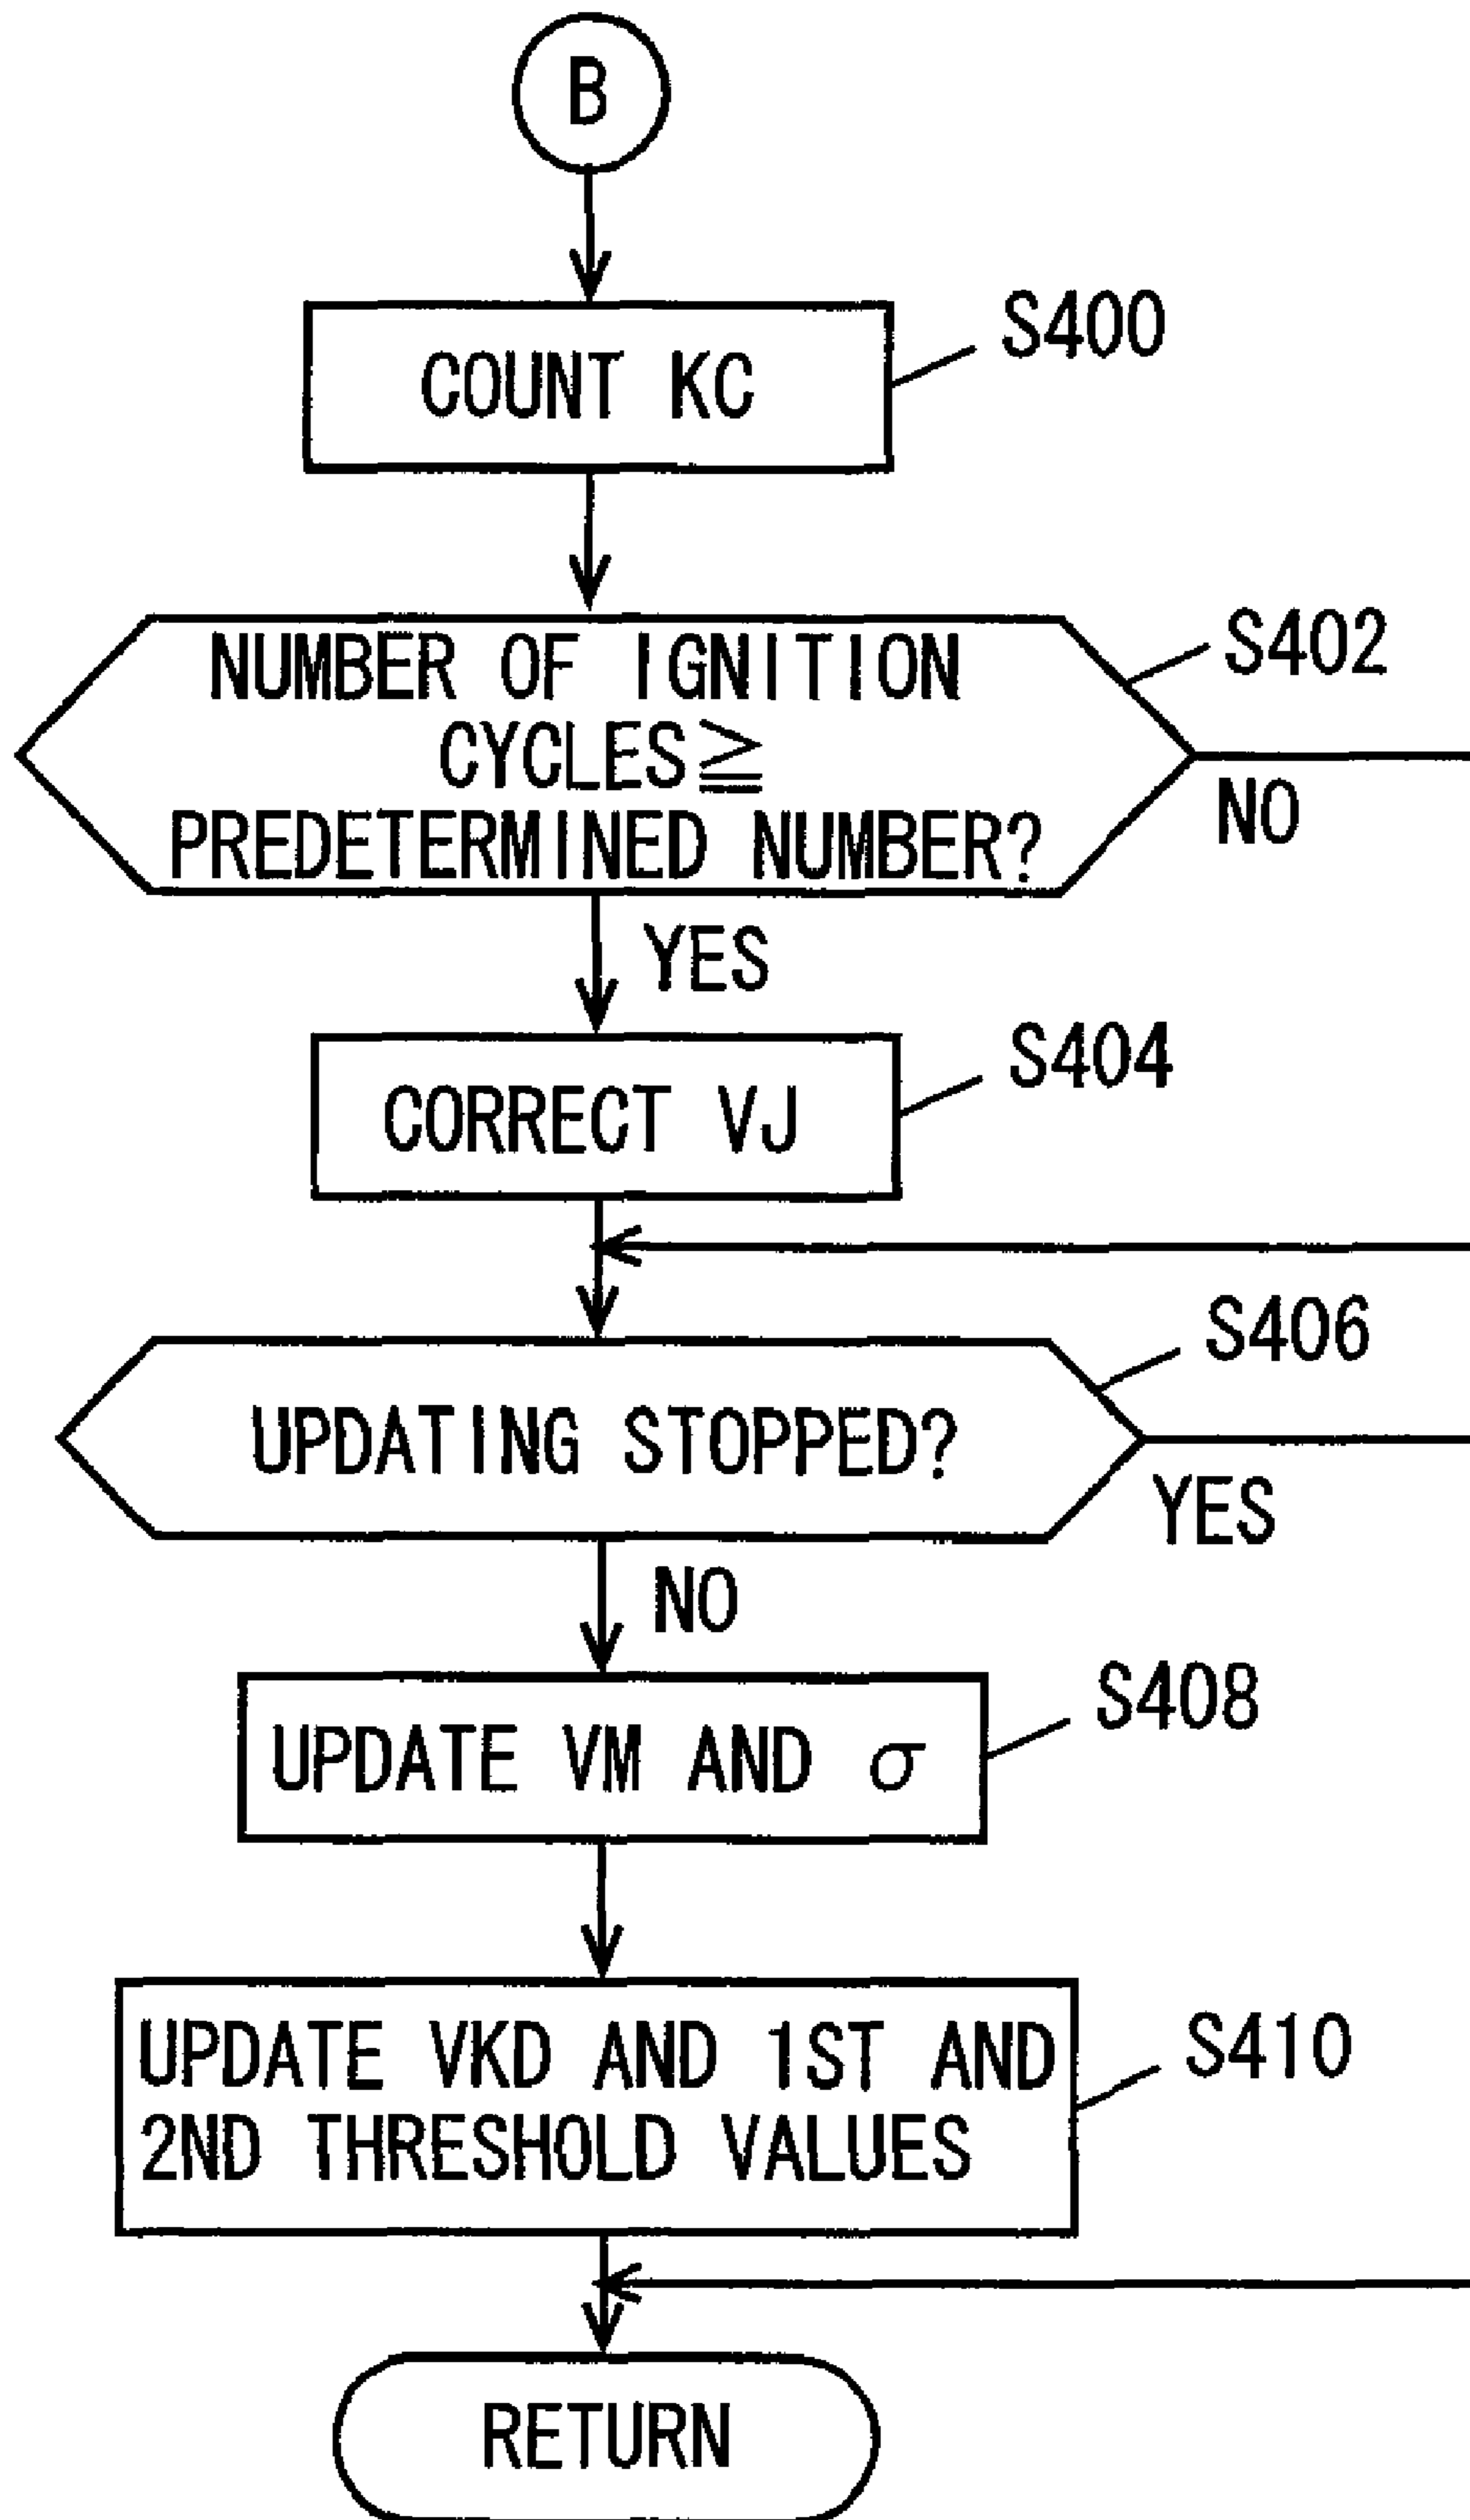 B
COUNT KC
S400
NUMBER OF IGNITION
CYCLES≧
PREDETERMINED NUMBER?
S402
NO
YES
CORRECT VJ
S404
UPDATING STOPPED?
S406
YES
NO
UPDATE VM AND σ
S408
UPDATE VKD AND 1ST AND
2ND THRESHOLD VALUES
S410
RETURN